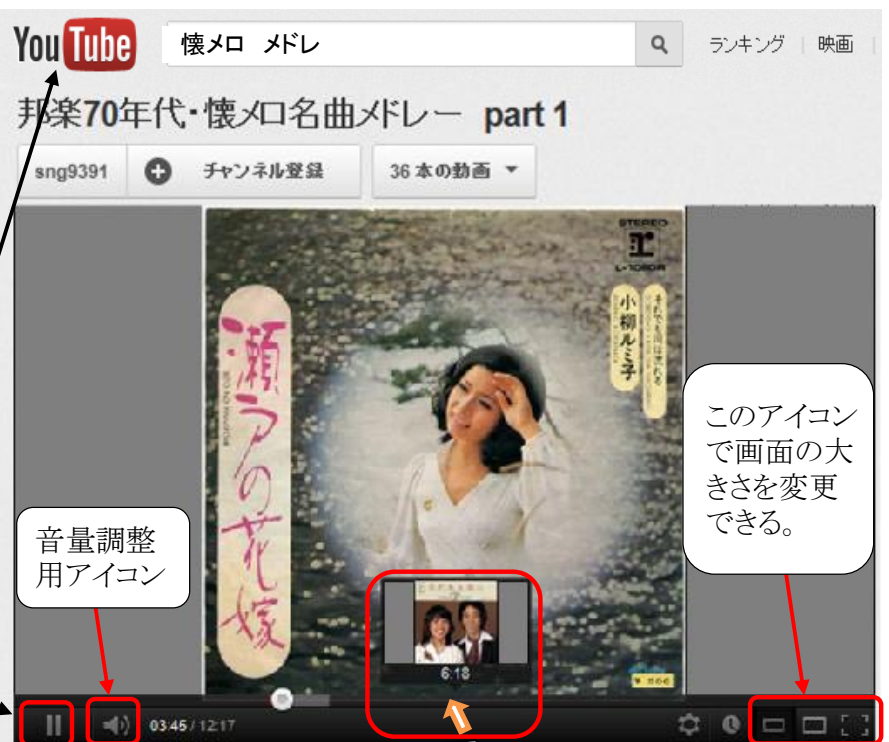 YouTube 懐メロ メドレ ランキング 映画
邦楽70年代・懐メロ名曲メドレー part 1
sng9391 チャンネル登録 36 本の動画
STEREO
小柳ルミ子
瀬戸の花嫁
このアイコン
で画面の大
きさを変更
できる。
音量調整
用アイコン
6:18
03:45 / 12:17